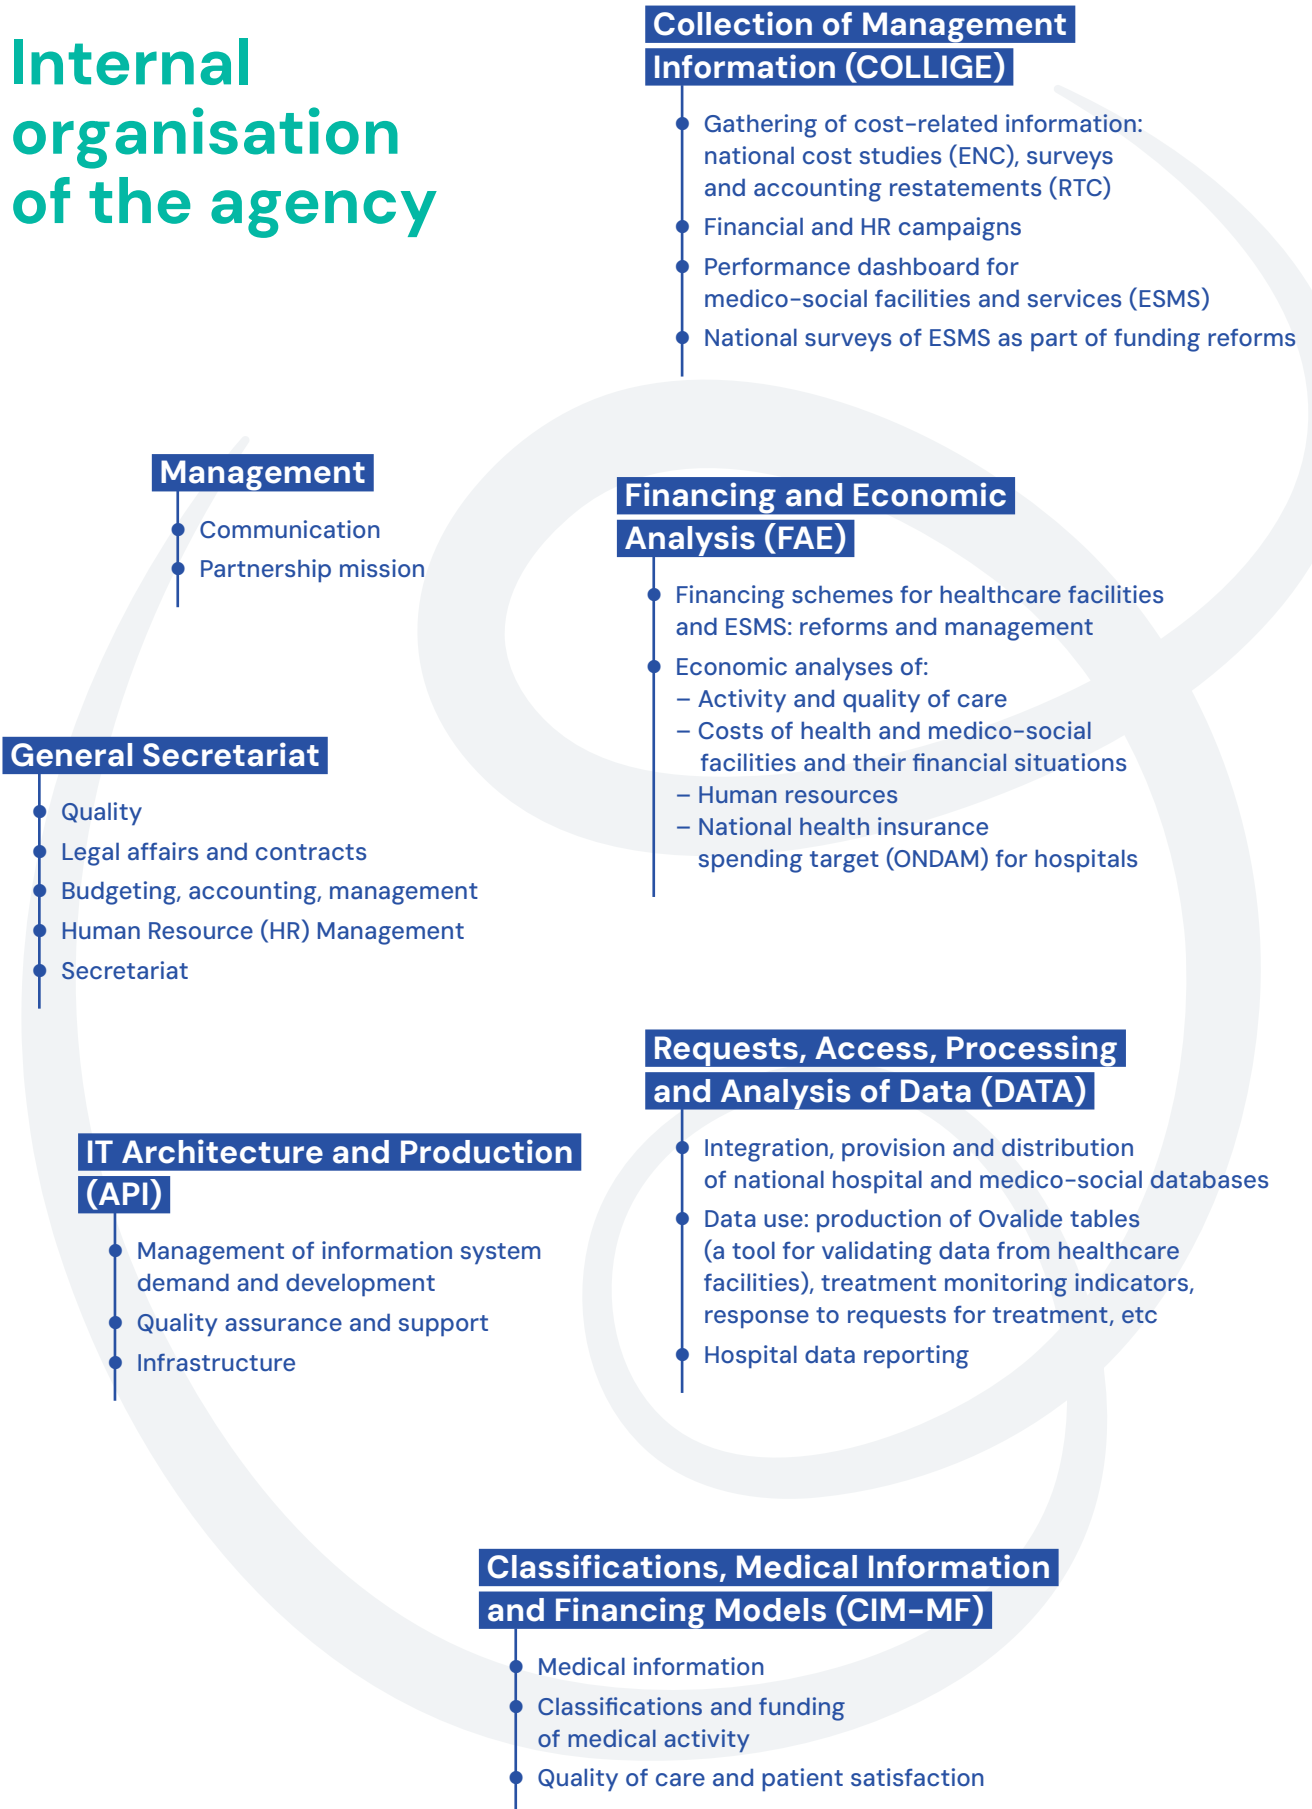 Internal
organisation
of the agency
Collection of Management
Information (COLLIGE)
Gathering of cost-related information:
national cost studies (ENC), surveys
and accounting restatements (RTC)
Financial and HR campaigns
Performance dashboard for
medico-social facilities and services (ESMS)
National surveys of ESMS as part of funding reforms
Management
Communication
Partnership mission
Financing and Economic
Analysis (FAE)
Financing schemes for healthcare facilities
and ESMS: reforms and management
Economic analyses of:
– Activity and quality of care
– Costs of health and medico-social
facilities and their financial situations
– Human resources
– National health insurance
spending target (ONDAM) for hospitals
General Secretariat
Quality
Legal affairs and contracts
Budgeting, accounting, management
Human Resource (HR) Management
Secretariat
Requests, Access, Processing
and Analysis of Data (DATA)
Integration, provision and distribution
of national hospital and medico-social databases
Data use: production of Ovalide tables
(a tool for validating data from healthcare
facilities), treatment monitoring indicators,
response to requests for treatment, etc
Hospital data reporting
IT Architecture and Production
(API)
Management of information system
demand and development
Quality assurance and support
Infrastructure
Classifications, Medical Information
and Financing Models (CIM-MF)
Medical information
Classifications and funding
of medical activity
Quality of care and patient satisfaction